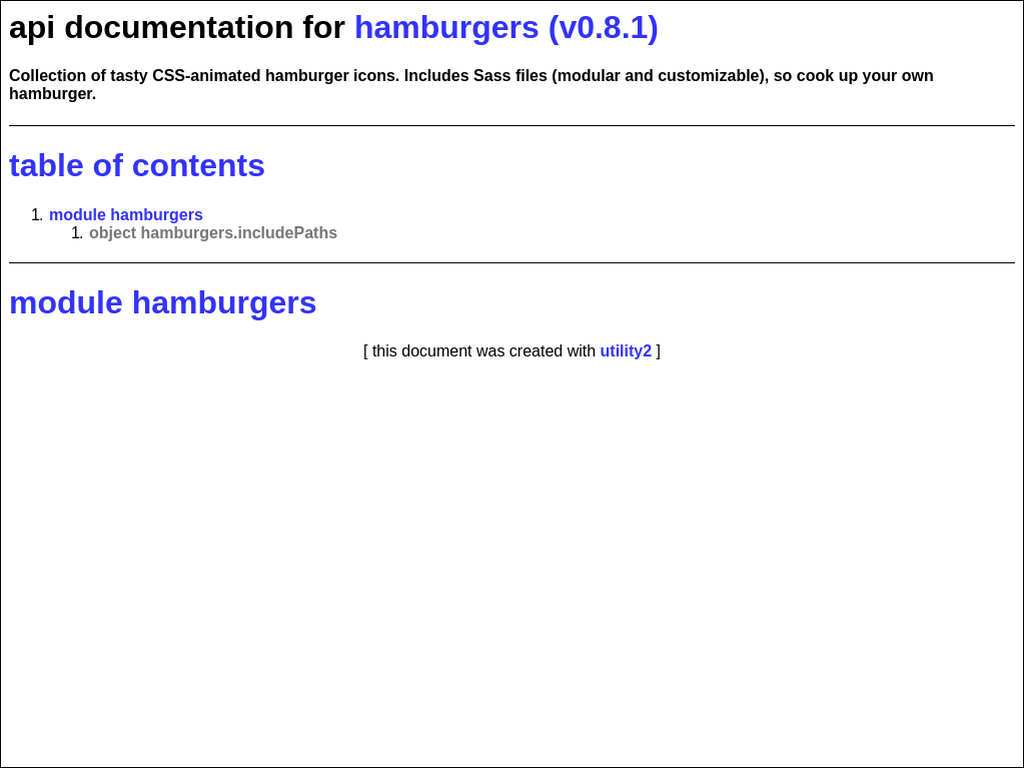 api documentation for hamburgers (v0.8.1)
Collection of tasty CSS-animated hamburger icons. Includes Sass files (modular and customizable), so cook up your own
hamburger.
table of contents
1. module hamburgers
1. object hamburgers.includePaths
module hamburgers
[ this document was created with utility2 ]